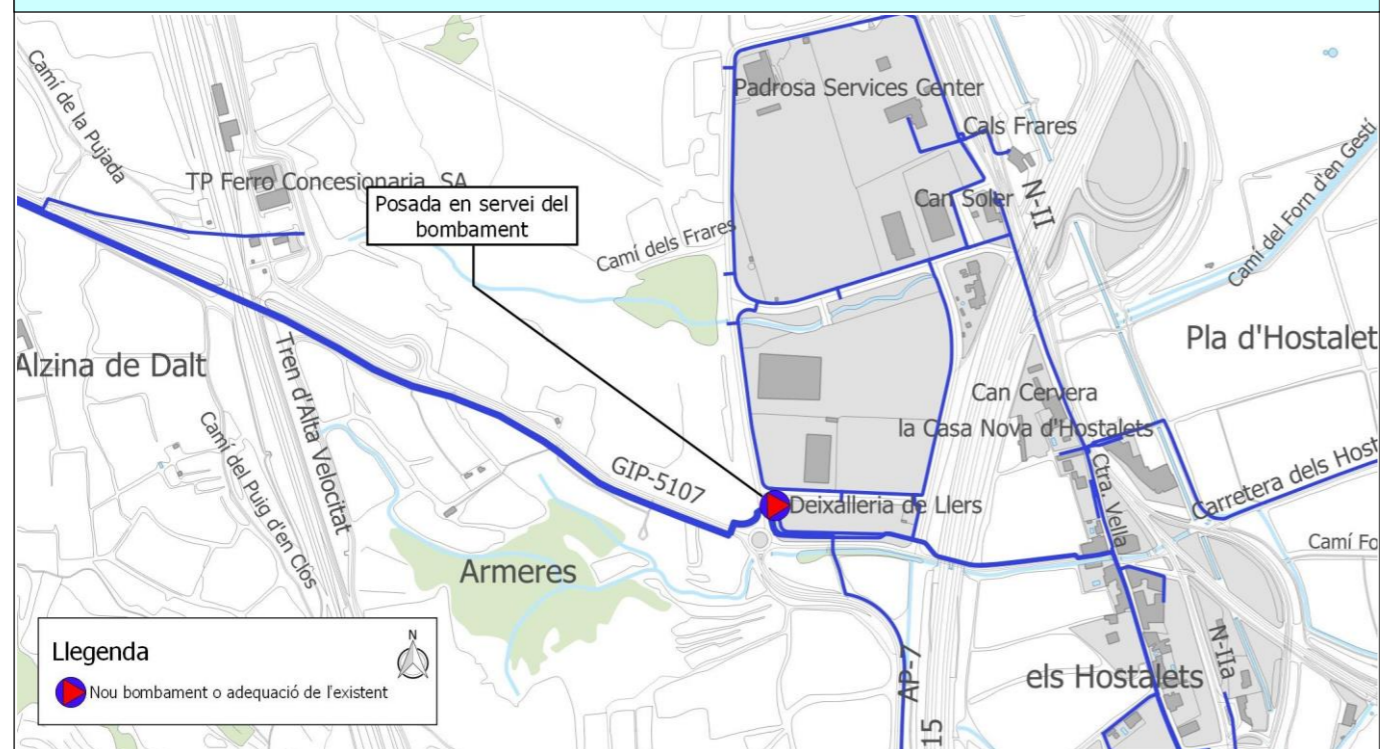 Padrosa Services Center
Camí de la Pujada
Cals Frares
TP Ferro Concesionaria, SA
Posada en servei del
bombament
Can Soler
N-II
Camí del Forn d'en Gestí
Camí dels Frares
Pla d'Hostalet
Alzina de Dalt
Tren d'Alta Velocitat
Can Cervera
la Casa Nova d'Hostalets
Camí del Puig d'en Clos
GIP-5107
Ctra. Vella
Carretera dels Host
Deixalleria de Llers
Camí Fo
Armeres
Llegenda
N
Nou bombament o adequació de l'existent
AP-7
15
els Hostalets
N-IIa